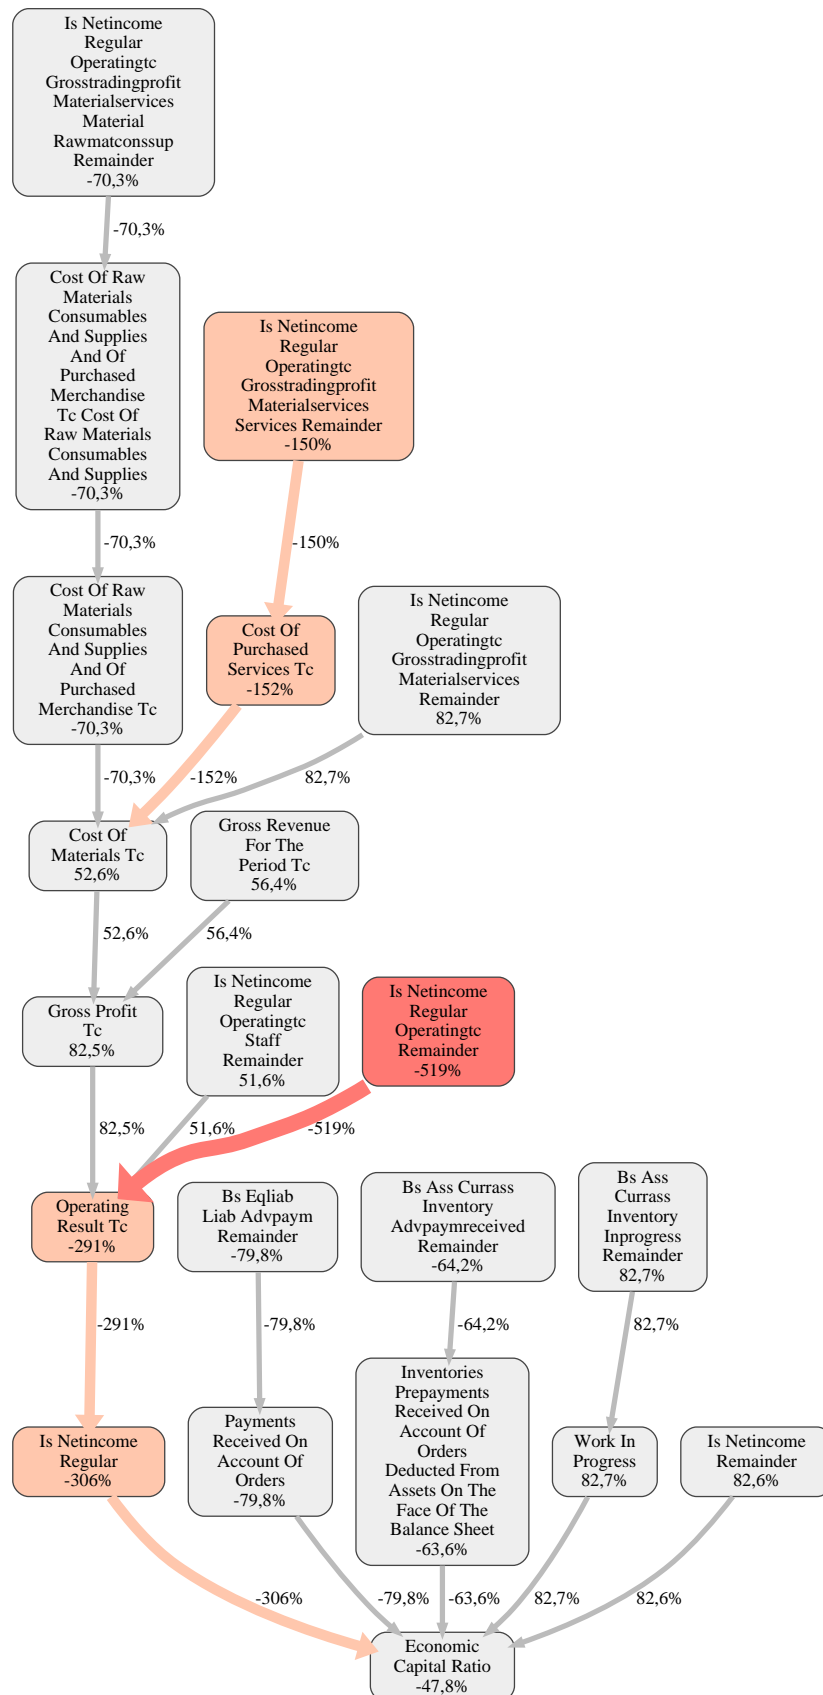 Is Netincome
Regular
Operatingtc
Grosstradingprofit
Materialservices
Material
Rawmatconssup
Remainder
-70,3%
-70,3%
Cost Of Raw
Materials
Consumables
And Supplies
And Of
Purchased
Merchandise
Tc Cost Of
Raw Materials
Consumables
And Supplies
-70,3%
Is Netincome
Regular
Operatingtc
Grosstradingprofit
Materialservices
Services Remainder
-150%
-70,3%
-150%
Cost Of Raw
Materials
Consumables
And Supplies
And Of
Purchased
Merchandise Tc
-70,3%
Cost Of
Purchased
Services Tc
-152%
Is Netincome
Regular
Operatingtc
Grosstradingprofit
Materialservices
Remainder
82,7%
-70,3%
-152%
82,7%
Cost Of
Materials Tc
52,6%
Gross Revenue
For The
Period Tc
56,4%
52,6%
56,4%
Gross Profit
Tc
82,5%
Is Netincome
Regular
Operatingtc
Staff
Remainder
51,6%
Is Netincome
Regular
Operatingtc
Remainder
-519%
82,5%
51,6%
-519%
Operating
Result Tc
-291%
Bs Eqliab
Liab Advpaym
Remainder
-79,8%
Bs Ass Currass
Inventory
Advpaymreceived
Remainder
-64,2%
Bs Ass
Currass
Inventory
Inprogress
Remainder
82,7%
-291%
-79,8%
-64,2%
82,7%
Is Netincome
Regular
-306%
Payments
Received On
Account Of
Orders
-79,8%
Inventories
Prepayments
Received On
Account Of
Orders
Deducted From
Assets On The
Face Of The
Balance Sheet
-63,6%
Work In
Progress
82,7%
Is Netincome
Remainder
82,6%
-306%
-79,8%
-63,6%
82,7%
82,6%
Economic
Capital Ratio
-47,8%